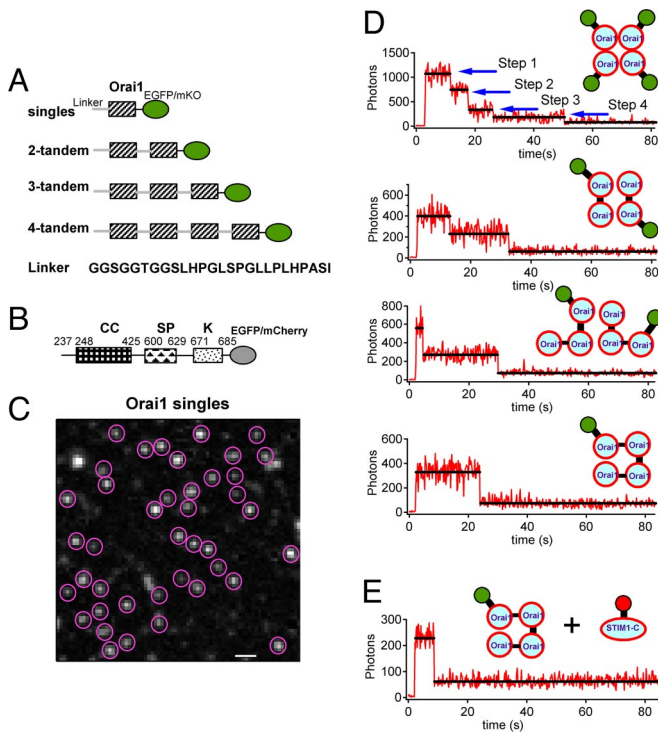 A
Orai1
Linker
EGFP/mKO
singles
2-tandem
3-tandem
4-tandem
Linker GGSGGTGGSLHPGLSPGLLPLHPASI
B
CC SP K
EGFP/mCherry
237 248 425 600 629 671 685
C
Orai1 singles
D
Photons
1500
1200
900
600
300
0
Step 1
Step 2
Step 3
Step 4
Orai1 Orai1
Orai1 Orai1
0 20 40 60 80
time(s)
Photons
600
400
200
0
Orai1 Orai1
Orai1 Orai1
0 20 40 60 80
time (s)
Photons
800
600
400
200
0
Orai1 Orai1
Orai1 Orai1 Orai1 Orai1
0 20 40 60 80
time (s)
Photons
600
400
200
0
Orai1 Orai1
Orai1 Orai1
0 20 40 60 80
time (s)
E
Photons
300
200
100
0
Orai1 Orai1
Orai1 Orai1
+
STIM1-C
0 20 40 60 80
time (s)